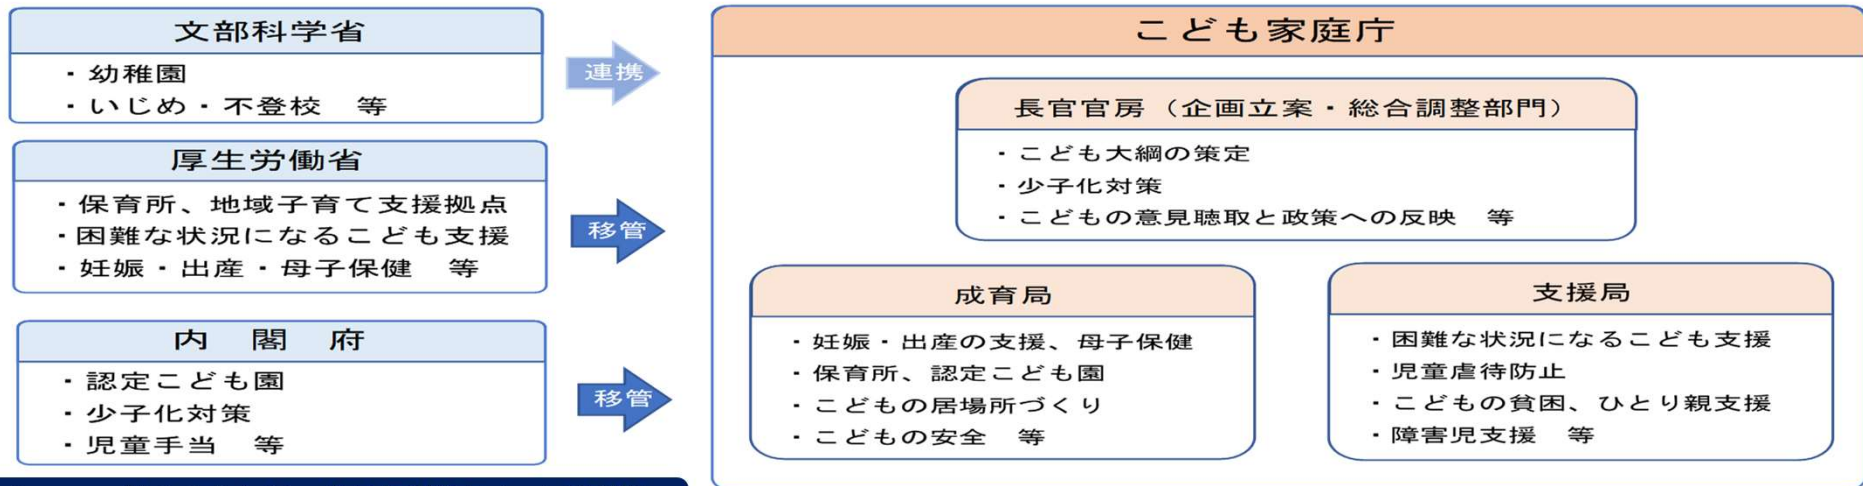 文部科学省
・幼稚園
・いじめ・不登校　等
連携
厚生労働省
・保育所、地域子育て支援拠点
・困難な状況になるこども支援
・妊娠・出産・母子保健　等
移管
内　閣　府
・認定こども園
・少子化対策
・児童手当　等
移管
こども家庭庁
長官官房（企画立案・総合調整部門）
・こども大綱の策定
・少子化対策
・こどもの意見聴取と政策への反映　等
成育局
・妊娠・出産の支援、母子保健
・保育所、認定こども園
・こどもの居場所づくり
・こどもの安全　等
支援局
・困難な状況になるこども支援
・児童虐待防止
・こどもの貧困、ひとり親支援
・障害児支援　等